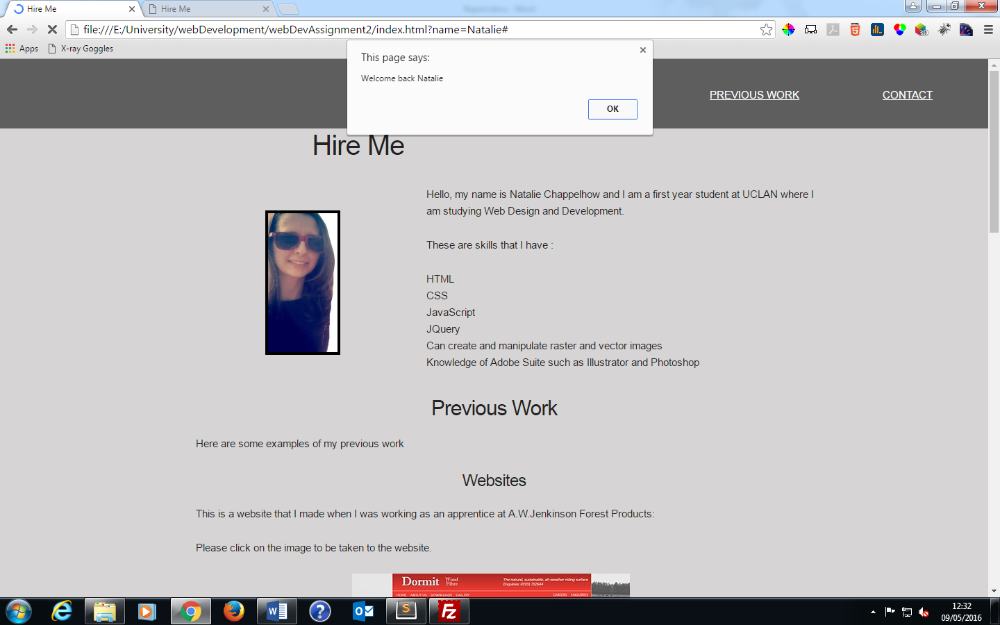 Hire Me
Hire Me
file:///E:/University/webDevelopment/webDevAssignment2/index.html?name=Natalie#
Apps
X-ray Goggles
This page says:
Welcome back Natalie
OK
PREVIOUS WORK
CONTACT
Hire Me
Hello, my name is Natalie Chappelhow and I am a first year student at UCLAN where I
am studying Web Design and Development.
These are skills that I have :
HTML
CSS
JavaScript
JQuery
Can create and manipulate raster and vector images
Knowledge of Adobe Suite such as Illustrator and Photoshop
Previous Work
Here are some examples of my previous work
Websites
This is a website that I made when I was working as an apprentice at A.W.Jenkinson Forest Products:
Please click on the image to be taken to the website.
Dormit Wood Fibre
The natural, sustainable, all-weather riding surface
Enquiries: 01931 712644
HOME ABOUT US DOWNLOADS GALLERY
CAREERS ENQUIRIES
12:32
09/05/2016